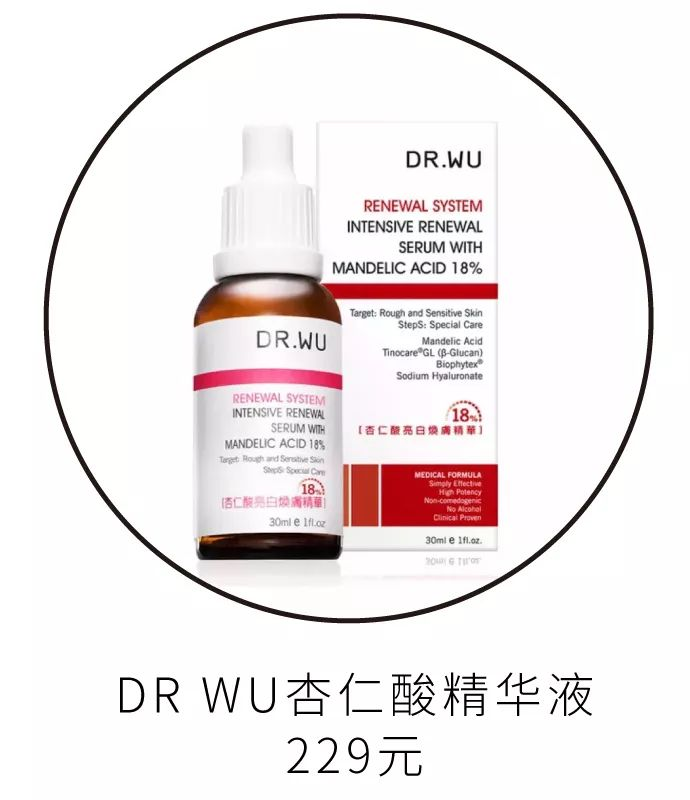 DR.WU
RENEWAL SYSTEM
INTENSIVE RENEWAL
SERUM WITH
MANDELIC ACID 18%
Target: Rough and Sensitive Skin
StepS: Special Care
Mandelic Acid
Tinocare®GL (β-Glucan)
Biophytex®
Sodium Hyaluronate
18%
[杏仁酸亮白煥膚精華]
MEDICAL FORMULA
Simply Effective
High Potency
Non-comedogenic
No Alcohol
Clinical Proven
30ml e 1fl.oz.
DR.WU
RENEWAL SYSTEM
INTENSIVE RENEWAL
SERUM WITH
MANDELIC ACID 18%
Target: Rough and Sensitive Skin
StepS: Special Care
18%
[杏仁酸亮白煥膚精華]
30ml e 1fl.oz
DR WU杏仁酸精华液
229元